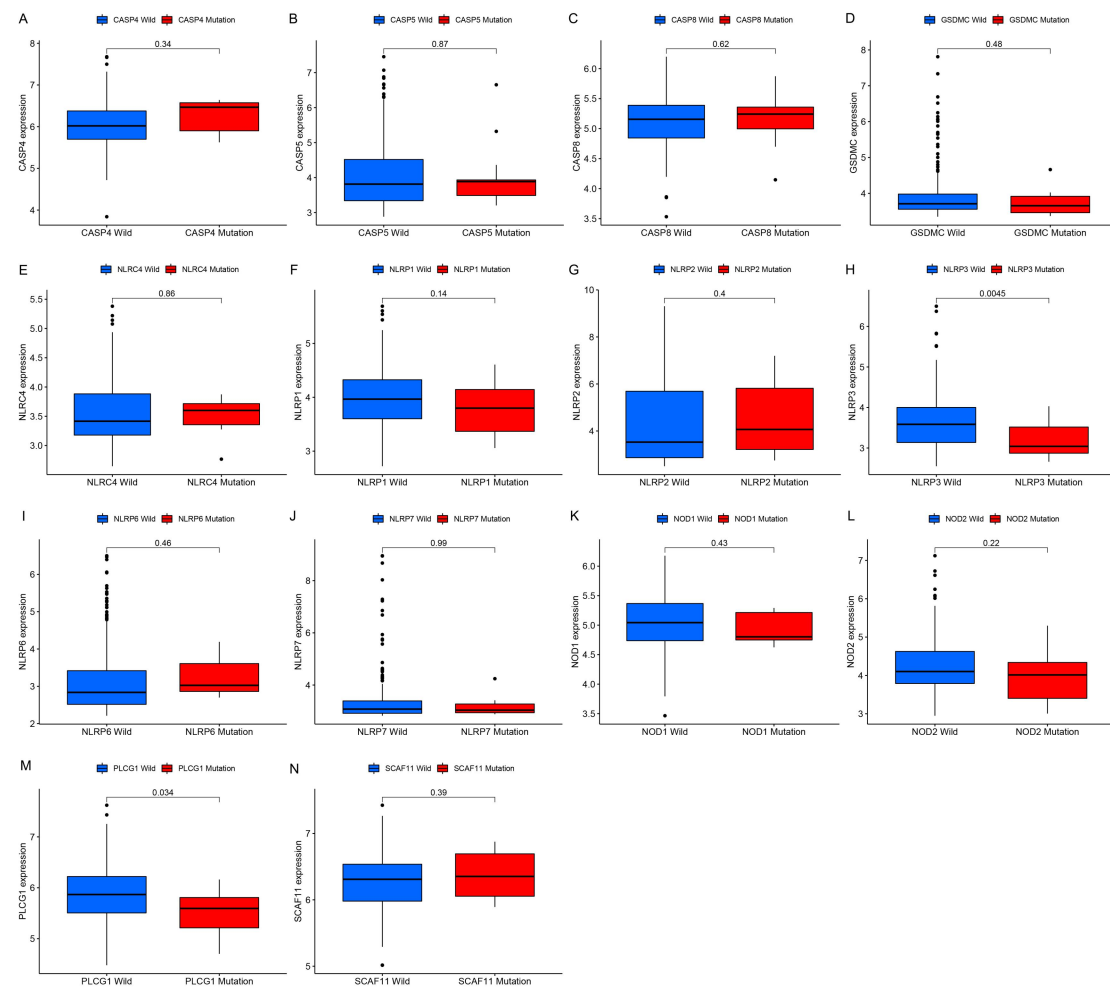 A
CASP4 Wild CASP4 Mutation
0.34
8
7
6
5
4
CASP4 expression
CASP4 Wild CASP4 Mutation
B
CASP5 Wild CASP5 Mutation
0.87
7
6
5
4
3
CASP5 expression
CASP5 Wild CASP5 Mutation
C
CASP8 Wild CASP8 Mutation
0.62
6.0
5.5
5.0
4.5
4.0
3.5
CASP8 expression
CASP8 Wild CASP8 Mutation
D
GSDMC Wild GSDMC Mutation
0.48
8
7
6
5
4
GSDMC expression
GSDMC Wild GSDMC Mutation
E
NLRC4 Wild NLRC4 Mutation
0.86
5.5
5.0
4.5
4.0
3.5
3.0
NLRC4 expression
NLRC4 Wild NLRC4 Mutation
F
NLRP1 Wild NLRP1 Mutation
0.14
5
4
3
NLRP1 expression
NLRP1 Wild NLRP1 Mutation
G
NLRP2 Wild NLRP2 Mutation
0.4
10
8
6
4
NLRP2 expression
NLRP2 Wild NLRP2 Mutation
H
NLRP3 Wild NLRP3 Mutation
0.0045
6
5
4
3
NLRP3 expression
NLRP3 Wild NLRP3 Mutation
I
NLRP6 Wild NLRP6 Mutation
0.46
6
5
4
3
2
NLRP6 expression
NLRP6 Wild NLRP6 Mutation
J
NLRP7 Wild NLRP7 Mutation
0.99
8
6
4
NLRP7 expression
NLRP7 Wild NLRP7 Mutation
K
NOD1 Wild NOD1 Mutation
0.43
6.0
5.5
5.0
4.5
4.0
3.5
NOD1 expression
NOD1 Wild NOD1 Mutation
L
NOD2 Wild NOD2 Mutation
0.22
7
6
5
4
3
NOD2 expression
NOD2 Wild NOD2 Mutation
M
PLCG1 Wild PLCG1 Mutation
0.034
7
6
5
PLCG1 expression
PLCG1 Wild PLCG1 Mutation
N
SCAF11 Wild SCAF11 Mutation
0.39
7
6
5
SCAF11 expression
SCAF11 Wild SCAF11 Mutation